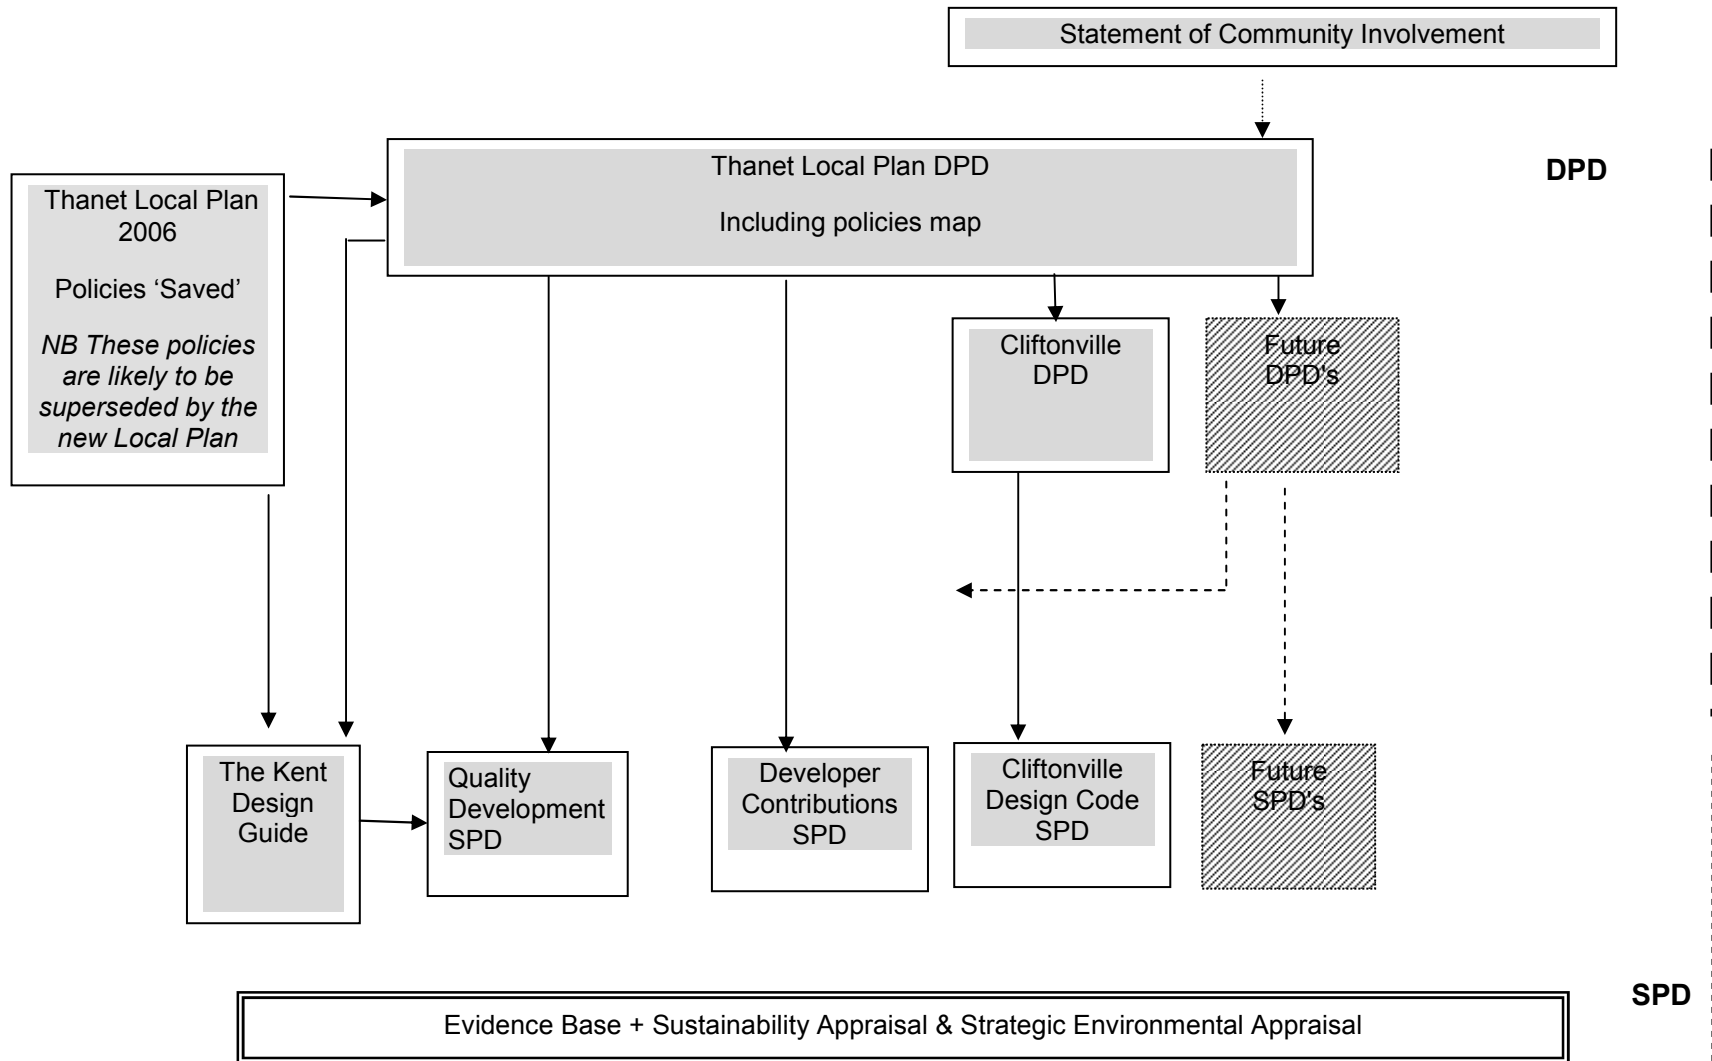 Statement of Community Involvement
Thanet Local Plan DPD
Including policies map
DPD
Thanet Local Plan
2006
Policies ‘Saved’
NB These policies
are likely to be
superseded by the
new Local Plan
Cliftonville
DPD
Future
DPD's
The Kent
Design
Guide
Quality
Development
SPD
Developer
Contributions
SPD
Cliftonville
Design Code
SPD
Future
SPD's
SPD
Evidence Base + Sustainability Appraisal & Strategic Environmental Appraisal